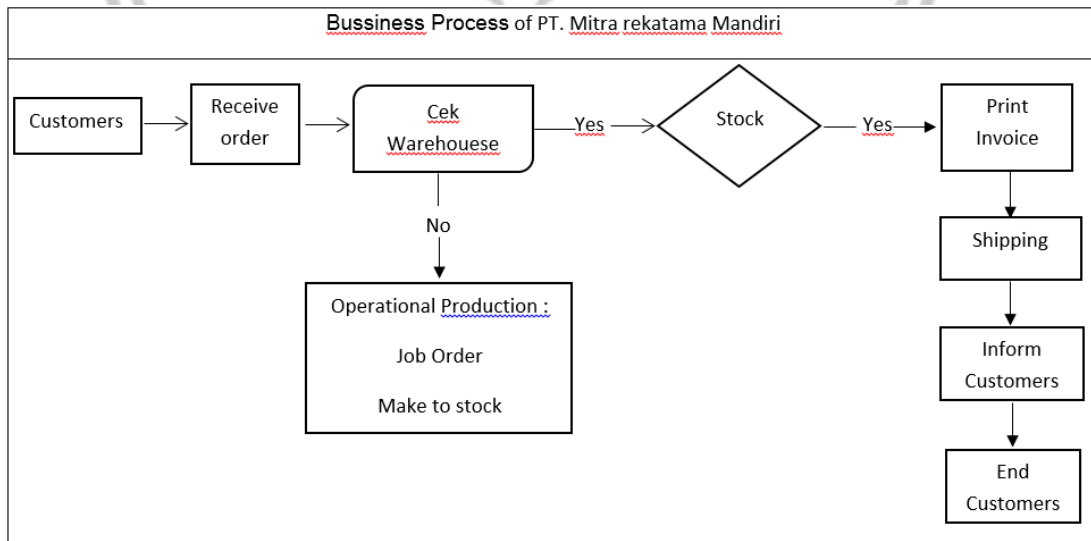 Bussiness Process of PT. Mitra rekatama Mandiri
Customers
Receive
order
Cek
Warehouese
Yes
Stock
Yes
Print
Invoice
No
Shipping
Operational Production :
Job Order
Make to stock
Inform
Customers
End
Customers